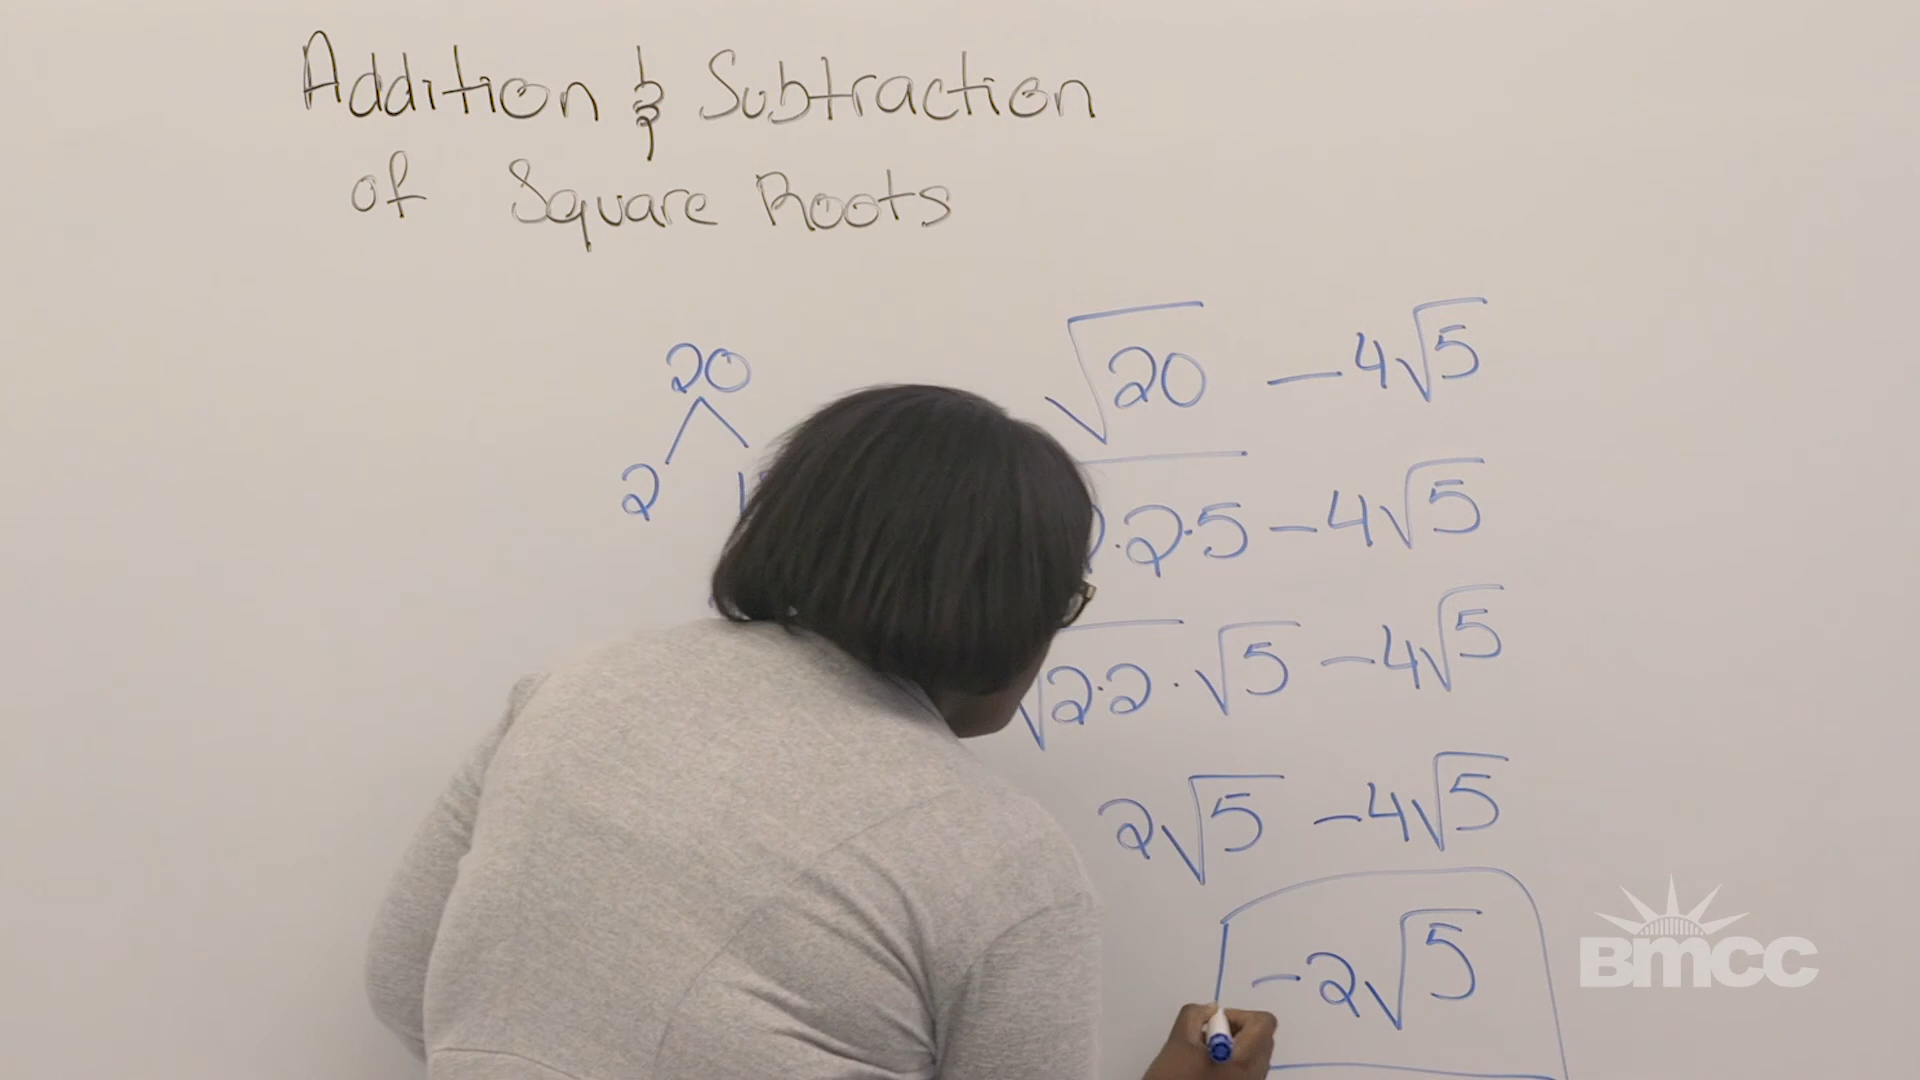 Addition & Subtraction
of Square Roots
20
2
√20 - 4√5
·2·5 - 4√5
√2·2 · √5 - 4√5
2√5 - 4√5
-2√5
BMCC